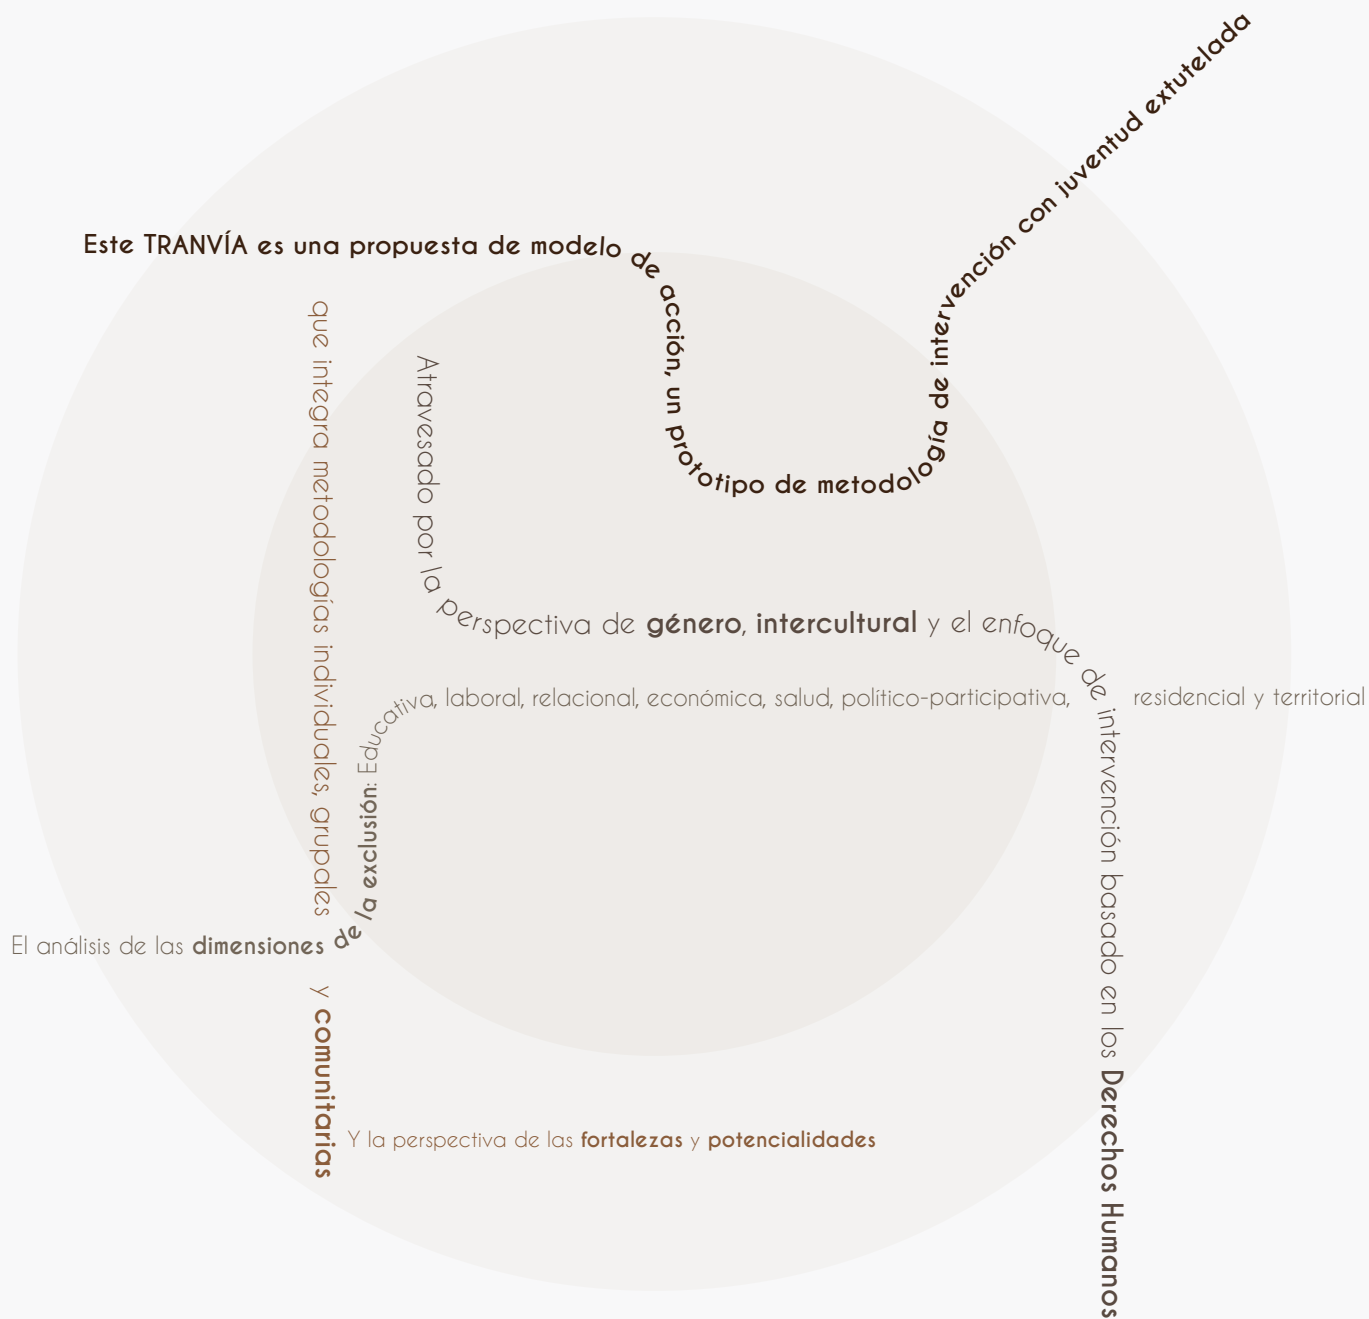 Este TRANVÍA es una propuesta de modelo de acción, un prototipo de metodología de intervención con juventud extutelada
que integra metodologías individuales, grupales y comunitarias
Atravesado por la perspectiva de género, intercultural y el enfoque de intervención basado en los Derechos Humanos
El análisis de las dimensiones de la exclusión: Educativa, laboral, relacional, económica, salud, político-participativa, residencial y territorial
Y la perspectiva de las fortalezas y potencialidades